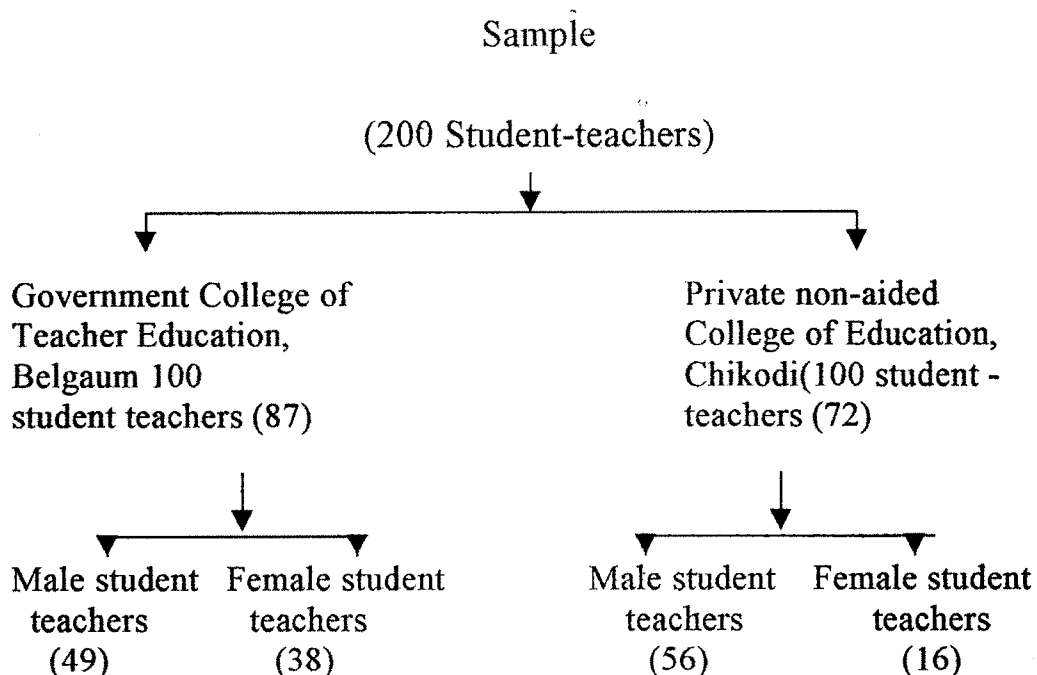 Sample
(200 Student-teachers)
Government College of
Teacher Education,
Belgaum 100
student teachers (87)
Private non-aided
College of Education,
Chikodi(100 student -
teachers (72)
Male student
teachers
(49)
Female student
teachers
(38)
Male student
teachers
(56)
Female student
teachers
(16)